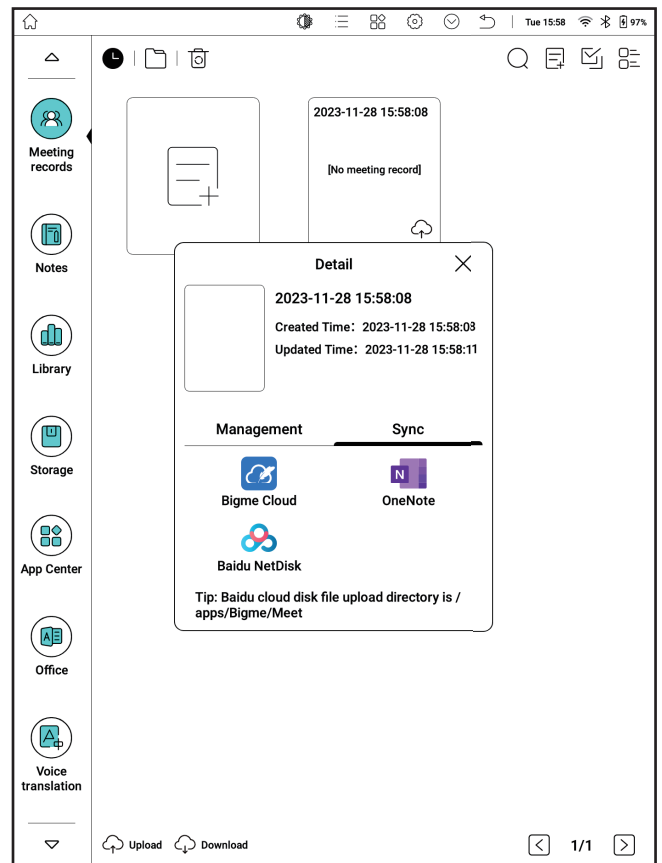 Tue 15:58
97%
Meeting
records
Notes
Library
Storage
App Center
Office
Voice
translation
2023-11-28 15:58:08
[No meeting record]
Detail
2023-11-28 15:58:08
Created Time：2023-11-28 15:58:08
Updated Time：2023-11-28 15:58:11
Management
Sync
Bigme Cloud
N
OneNote
Baidu NetDisk
Tip: Baidu cloud disk file upload directory is /
apps/Bigme/Meet
Upload
Download
1/1